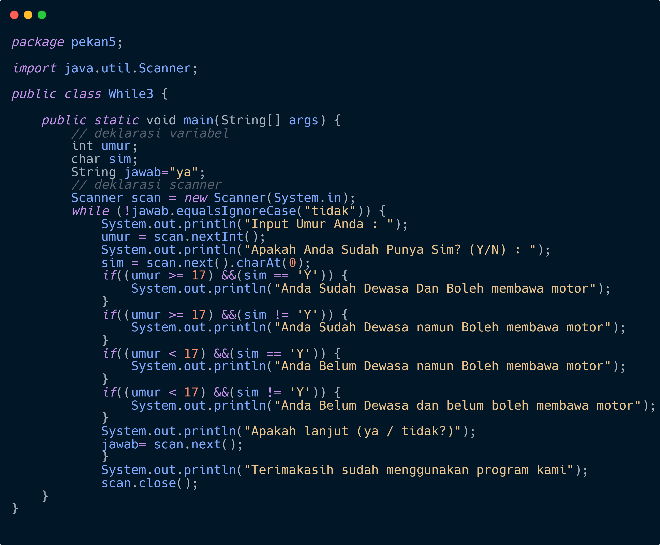 package pekan5;
import java.util.Scanner;
public class While3 {
public static void main(String[] args) {
// deklarasi variabel
int umur;
char sim;
String jawab="ya";
// deklarasi scanner
Scanner scan = new Scanner(System.in);
while (!jawab.equalsIgnoreCase("tidak")) {
System.out.println("Input Umur Anda : ");
umur = scan.nextInt();
System.out.println("Apakah Anda Sudah Punya Sim? (Y/N) : ");
sim = scan.next().charAt(0);
if((umur >= 17) &&(sim == 'Y')) {
System.out.println("Anda Sudah Dewasa Dan Boleh membawa motor");
}
if((umur >= 17) &&(sim != 'Y')) {
System.out.println("Anda Sudah Dewasa namun Boleh membawa motor");
}
if((umur < 17) &&(sim == 'Y')) {
System.out.println("Anda Belum Dewasa namun Boleh membawa motor");
}
if((umur < 17) &&(sim != 'Y')) {
System.out.println("Anda Belum Dewasa dan belum boleh membawa motor");
}
System.out.println("Apakah lanjut (ya / tidak?)");
jawab= scan.next();
}
System.out.println("Terimakasih sudah menggunakan program kami");
scan.close();
}
}